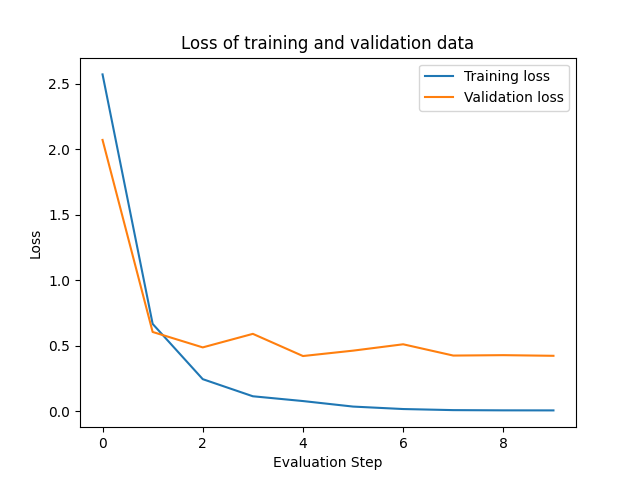 Loss of training and validation data
Training loss
Validation loss
2.5
2.0
1.5
1.0
0.5
0.0
Loss
0 2 4 6 8
Evaluation Step